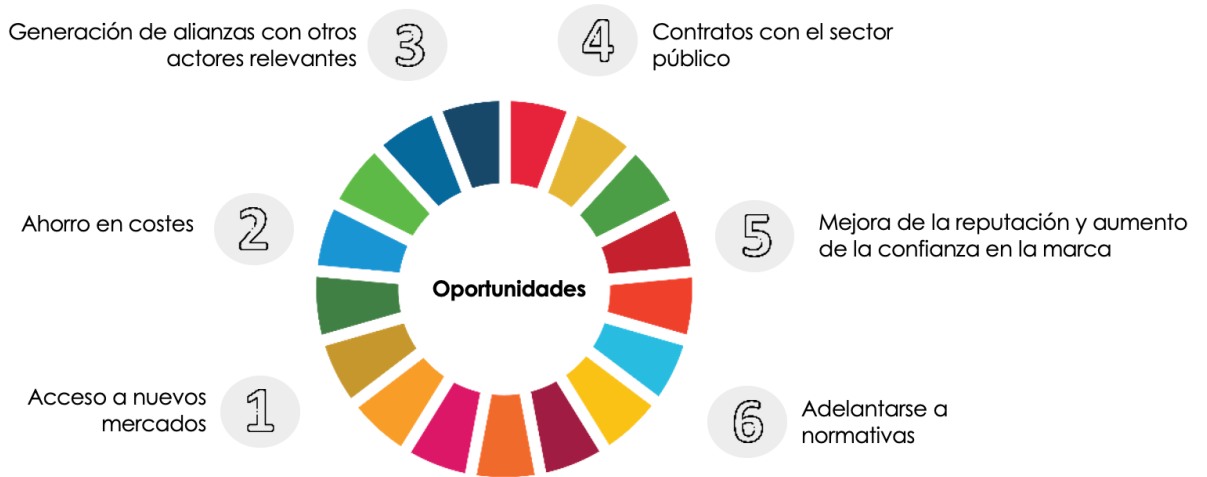 Generación de alianzas con otros
actores relevantes
3
4
Contratos con el sector
público
Ahorro en costes
2
5
Mejora de la reputación y aumento
de la confianza en la marca
Oportunidades
Acceso a nuevos
mercados
1
6
Adelantarse a
normativas